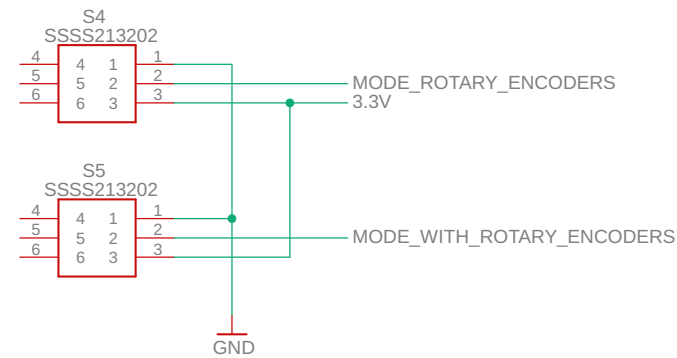 S4
SSSS213202
4 4 1 1
5 5 2 2 MODE_ROTARY_ENCODERS
6 6 3 3 3.3V
S5
SSSS213202
4 4 1 1
5 5 2 2 MODE_WITH_ROTARY_ENCODERS
6 6 3 3
GND